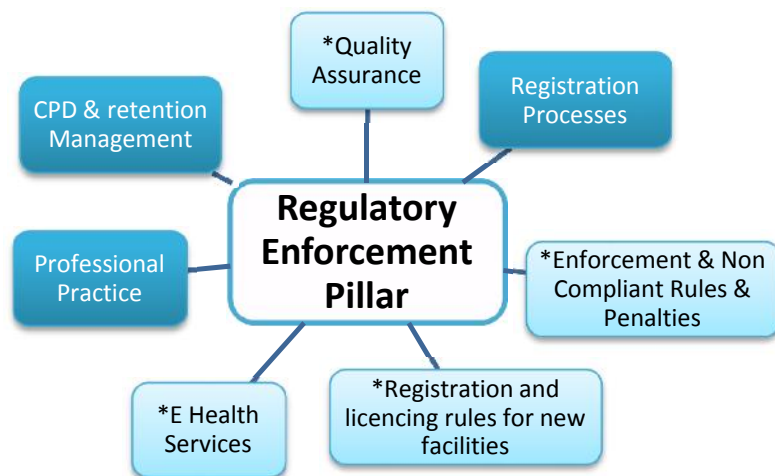 *Quality
Assurance
Registration
Processes
CPD & retention
Management
Regulatory
Enforcement
Pillar
Professional
Practice
*Enforcement & Non
Compliant Rules &
Penalties
*E Health
Services
*Registration and
licencing rules for new
facilities